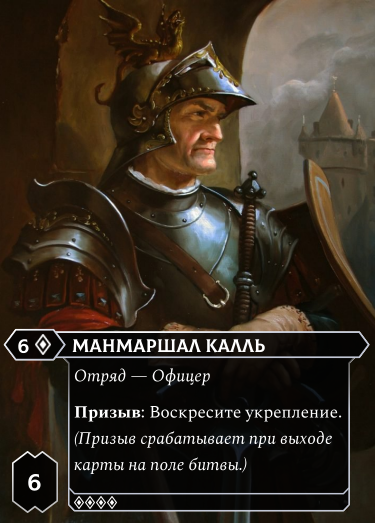 6 МАНМАРШАЛ КАЛЛЬ
Отряд — Офицер
Призыв: Воскресите укрепление.
(Призыв срабатывает при выходе
карты на поле битвы.)
6